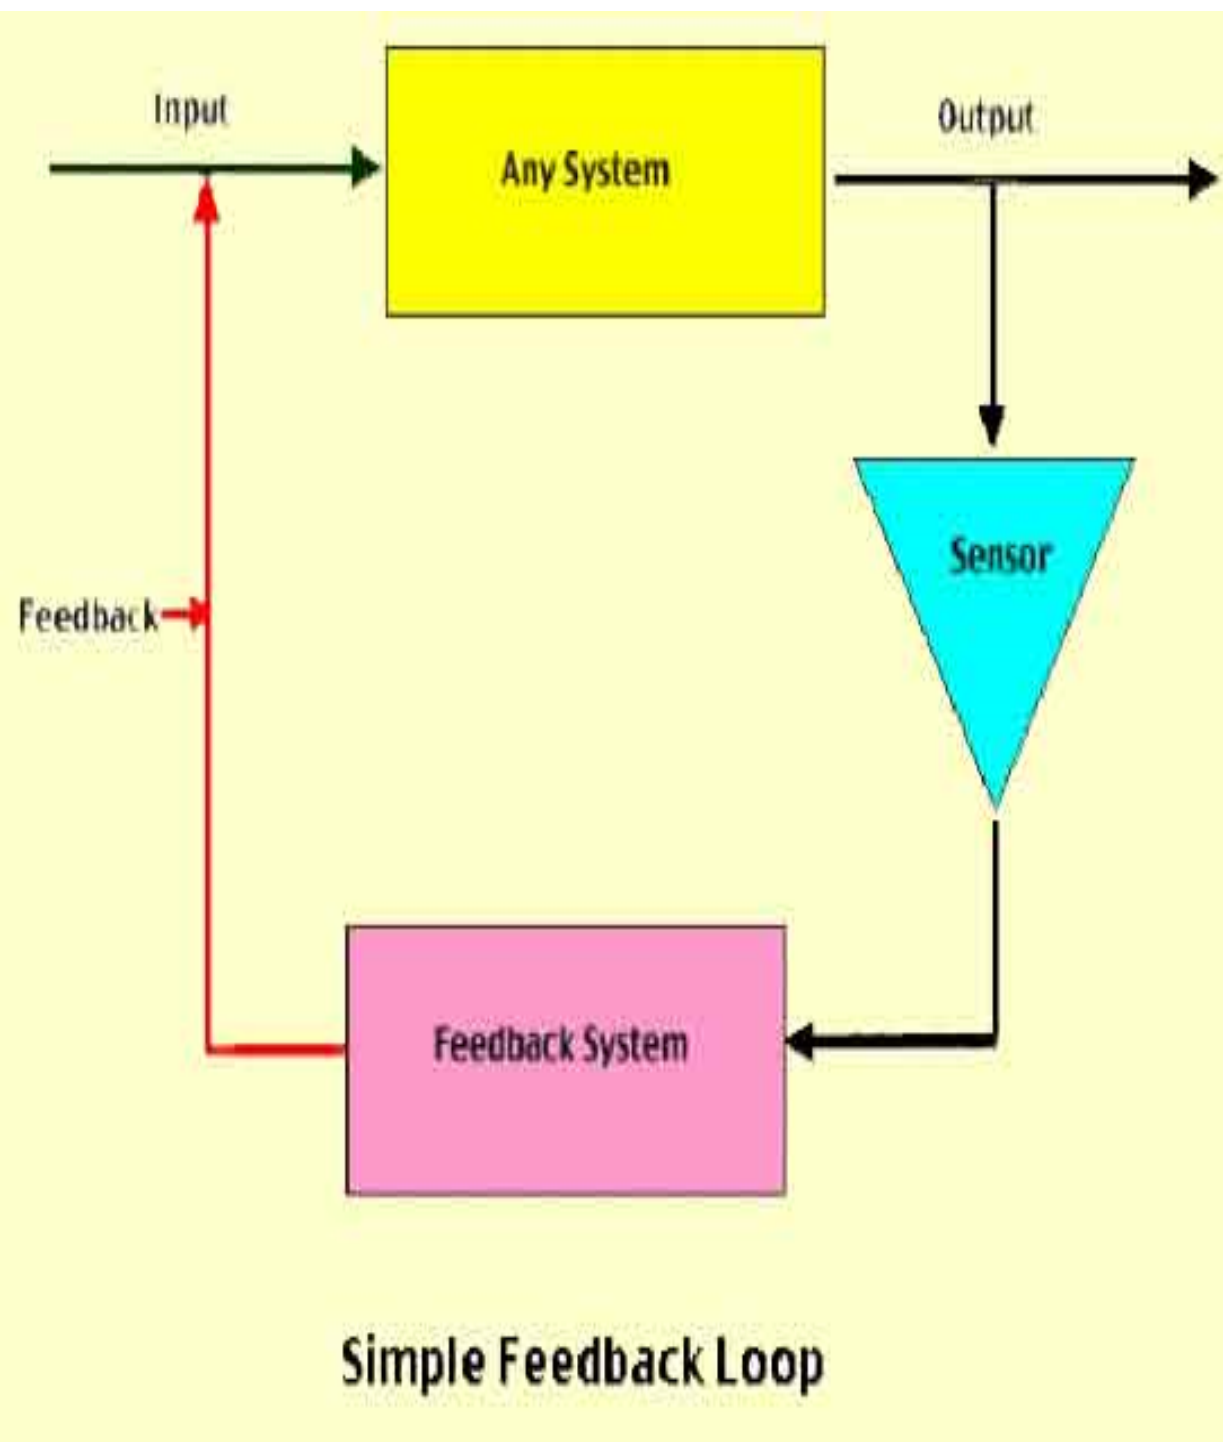 Input
Output
Any System
Sensor
Feedback
Feedback System
Simple Feedback Loop